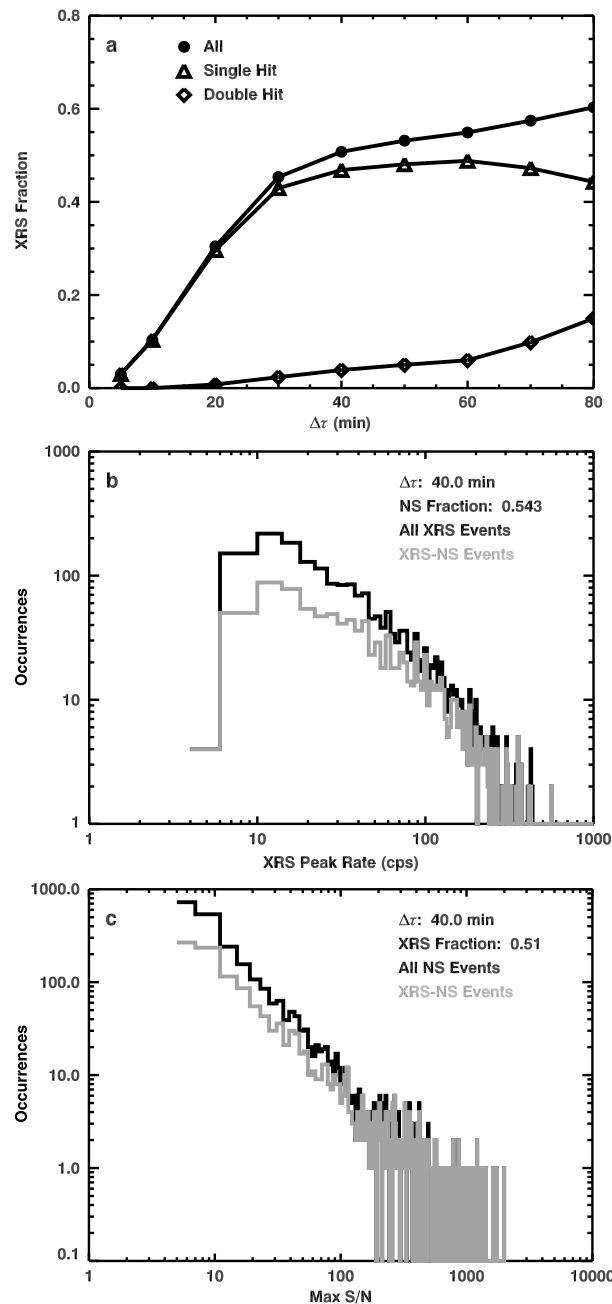 0.8
a
All
Single Hit
Double Hit
0.6
XRS Fraction
0.4
0.2
0.0
0 20 40 60 80
Δτ (min)
1000
b
Δτ: 40.0 min
NS Fraction: 0.543
All XRS Events
XRS-NS Events
100
Occurrences
10
1
1 10 100 1000
XRS Peak Rate (cps)
1000.0
c
Δτ: 40.0 min
XRS Fraction: 0.51
All NS Events
XRS-NS Events
100.0
Occurrences
10.0
1.0
0.1
1 10 100 1000 10000
Max S/N